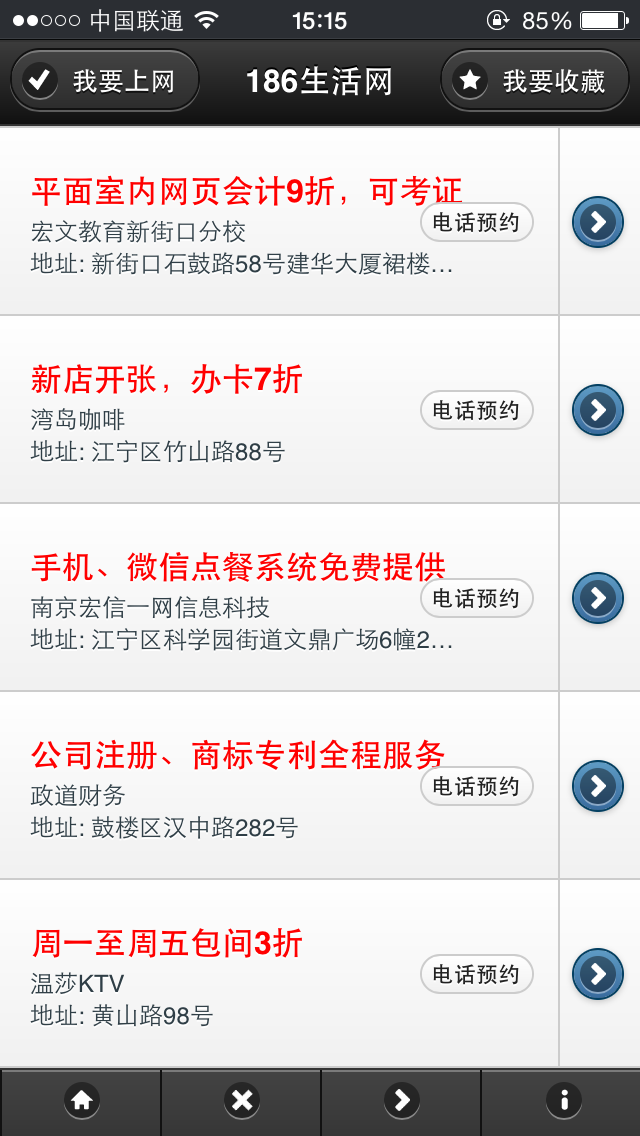 中国联通 15:15 85%
我要上网 186生活网 我要收藏
平面室内网页会计9折，可考证
宏文教育新街口分校
电话预约
地址: 新街口石鼓路58号建华大厦裙楼…
新店开张，办卡7折
湾岛咖啡
电话预约
地址: 江宁区竹山路88号
手机、微信点餐系统免费提供
南京宏信一网信息科技
电话预约
地址: 江宁区科学园街道文鼎广场6幢2…
公司注册、商标专利全程服务
政道财务
电话预约
地址: 鼓楼区汉中路282号
周一至周五包间3折
温莎KTV
电话预约
地址: 黄山路98号